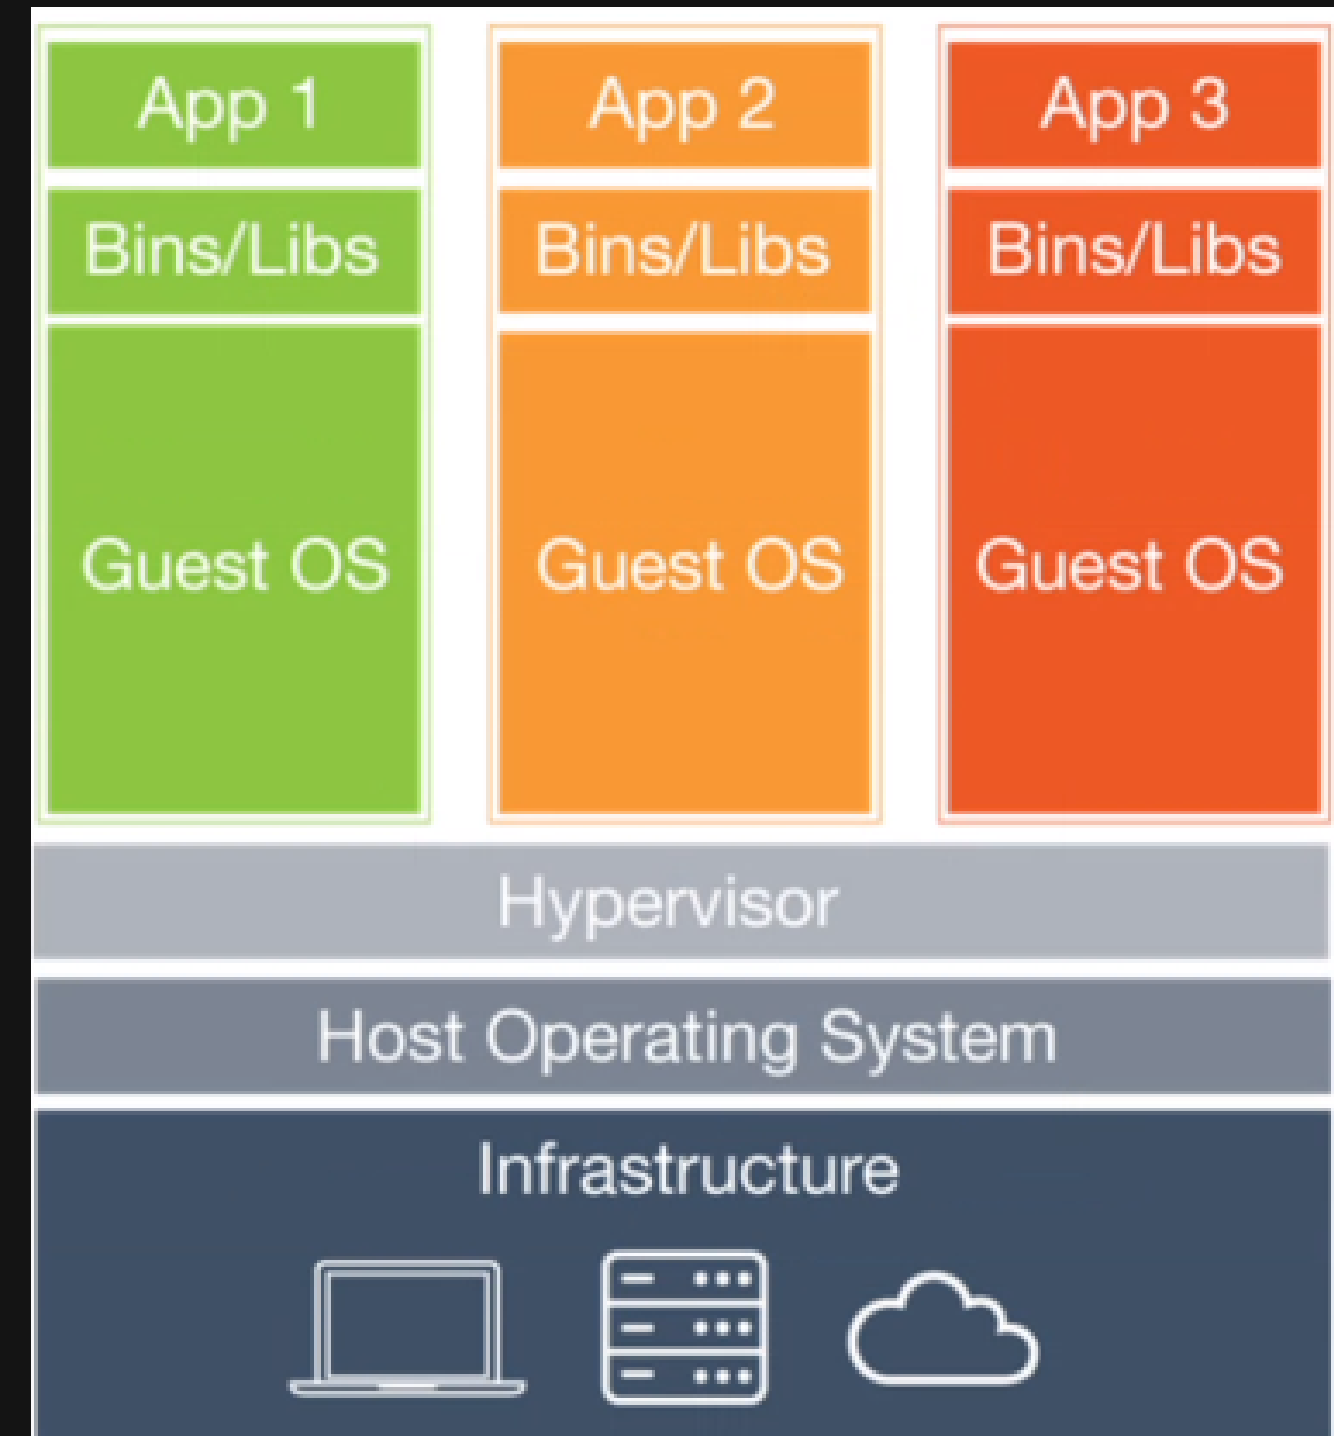 App 1
App 2
App 3
Bins/Libs
Bins/Libs
Bins/Libs
Guest OS
Guest OS
Guest OS
Hypervisor
Host Operating System
Infrastructure